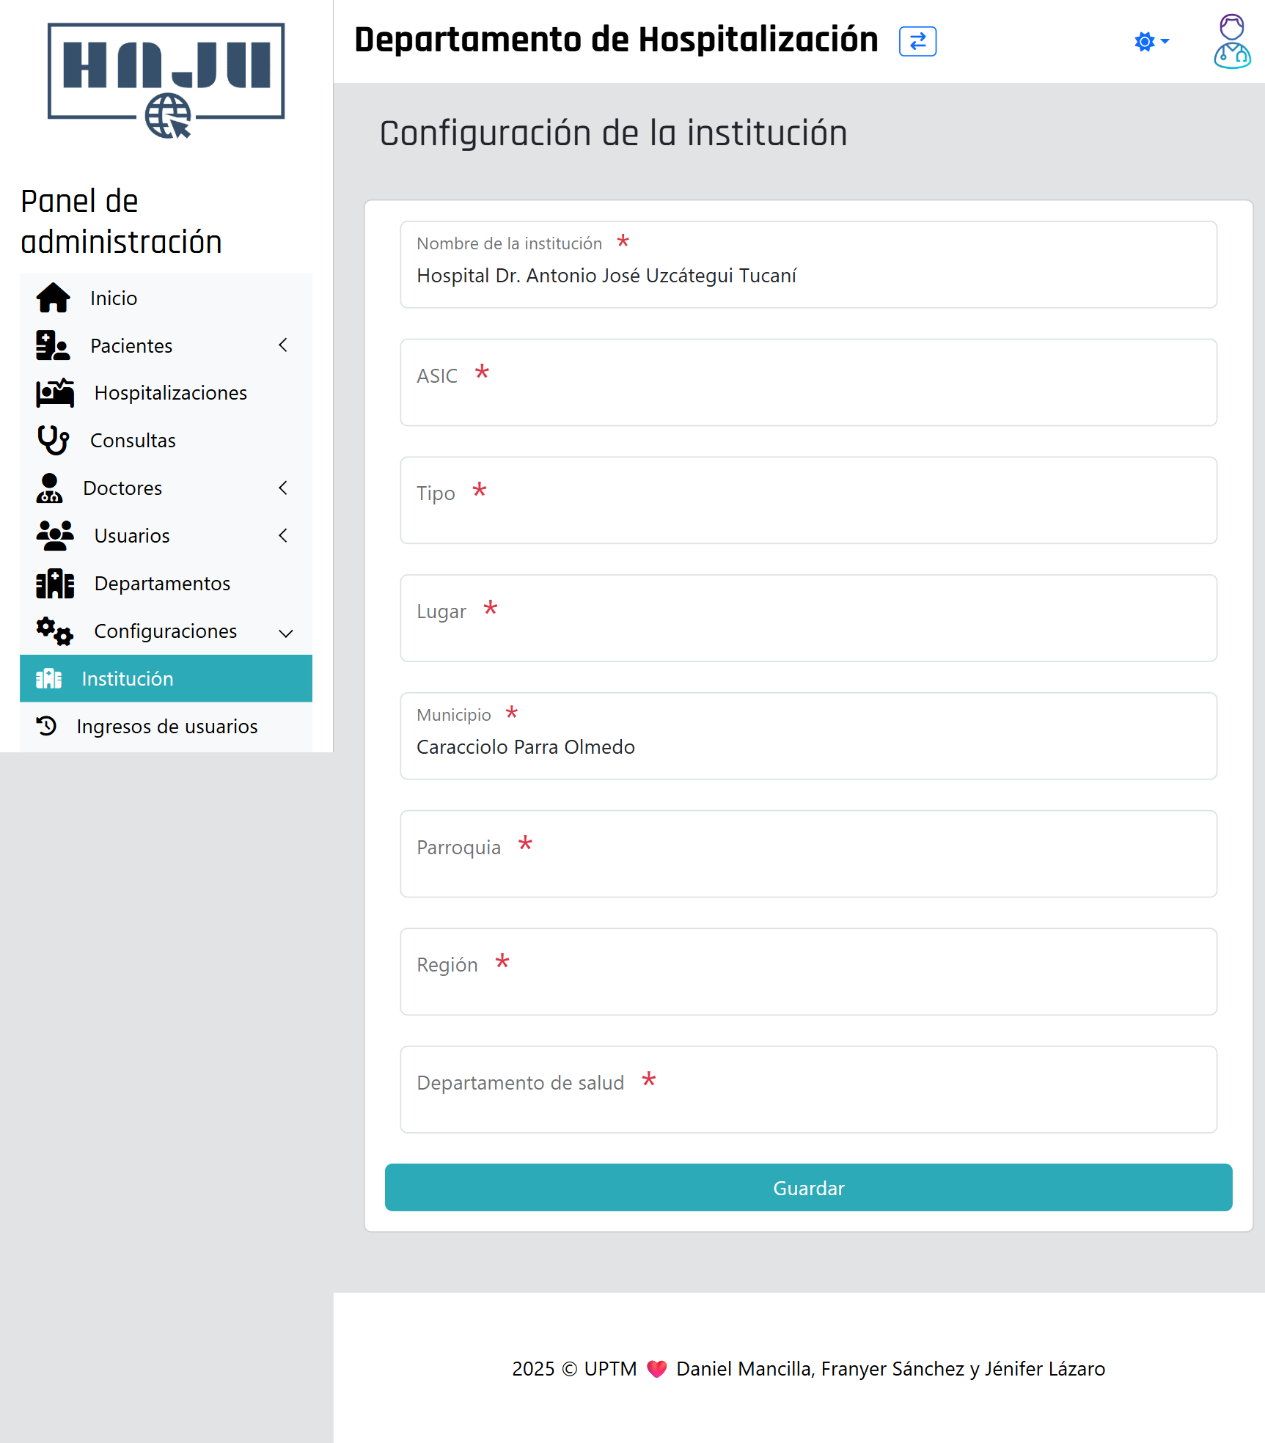 HNJU
Departamento de Hospitalización
Configuración de la institución
Panel de
administración
Inicio
Pacientes
Hospitalizaciones
Consultas
Doctores
Usuarios
Departamentos
Configuraciones
Institución
Ingresos de usuarios
Nombre de la institución *
Hospital Dr. Antonio José Uzcátegui Tucaní
ASIC *
Tipo *
Lugar *
Municipio *
Caracciolo Parra Olmedo
Parroquia *
Región *
Departamento de salud *
Guardar
2025 © UPTM ❤ Daniel Mancilla, Franyer Sánchez y Jénifer Lázaro